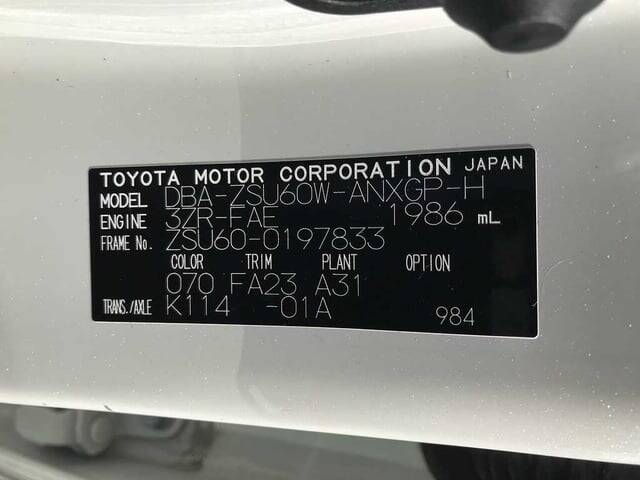 TOYOTA MOTOR CORPORATION JAPAN
MODEL DBA-ZSU60W-ANXGP-H
ENGINE 3ZR-FAE 1986 mL
FRAME No. ZSU60-0197833
COLOR TRIM PLANT OPTION
070 FA23 A31
TRANS./AXLE K114 -01A 984